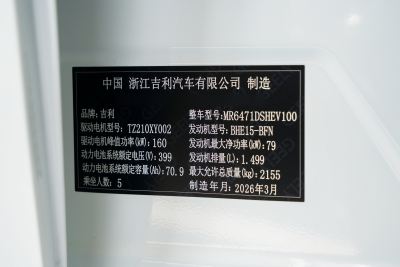 中国 浙江吉利汽车有限公司 制造
品牌：吉利 整车型号：MR6471DSHEV100
驱动电机型号：TZ210XY002 发动机型号：BHE15-BFN
驱动电机峰值功率(kW)：160 发动机最大净功率(kW)：79
动力电池系统额定电压(V)：399 发动机排量(L)：1.499
动力电池系统额定容量(Ah)：70.9 最大允许总质量(kg)：2155
乘坐人数：5 制造年月：2026年3月